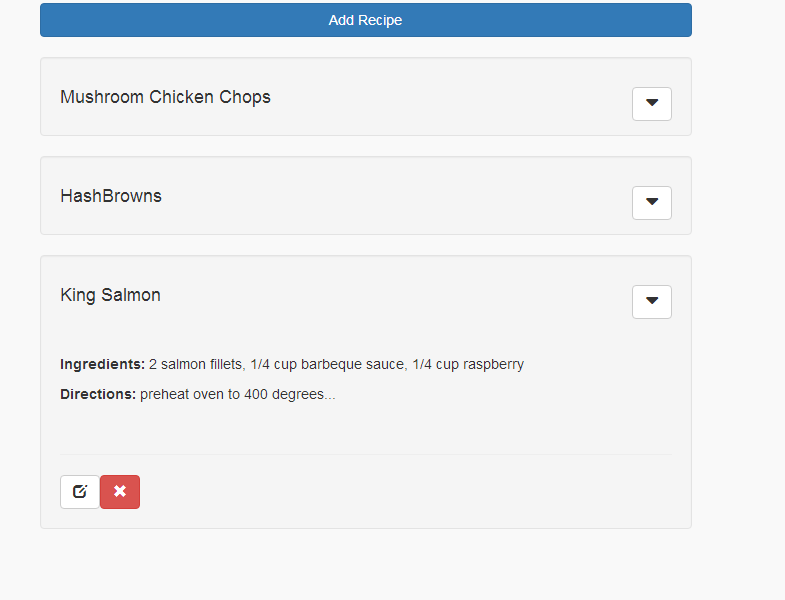 Add Recipe
Mushroom Chicken Chops
HashBrowns
King Salmon
Ingredients: 2 salmon fillets, 1/4 cup barbeque sauce, 1/4 cup raspberry
Directions: preheat oven to 400 degrees...